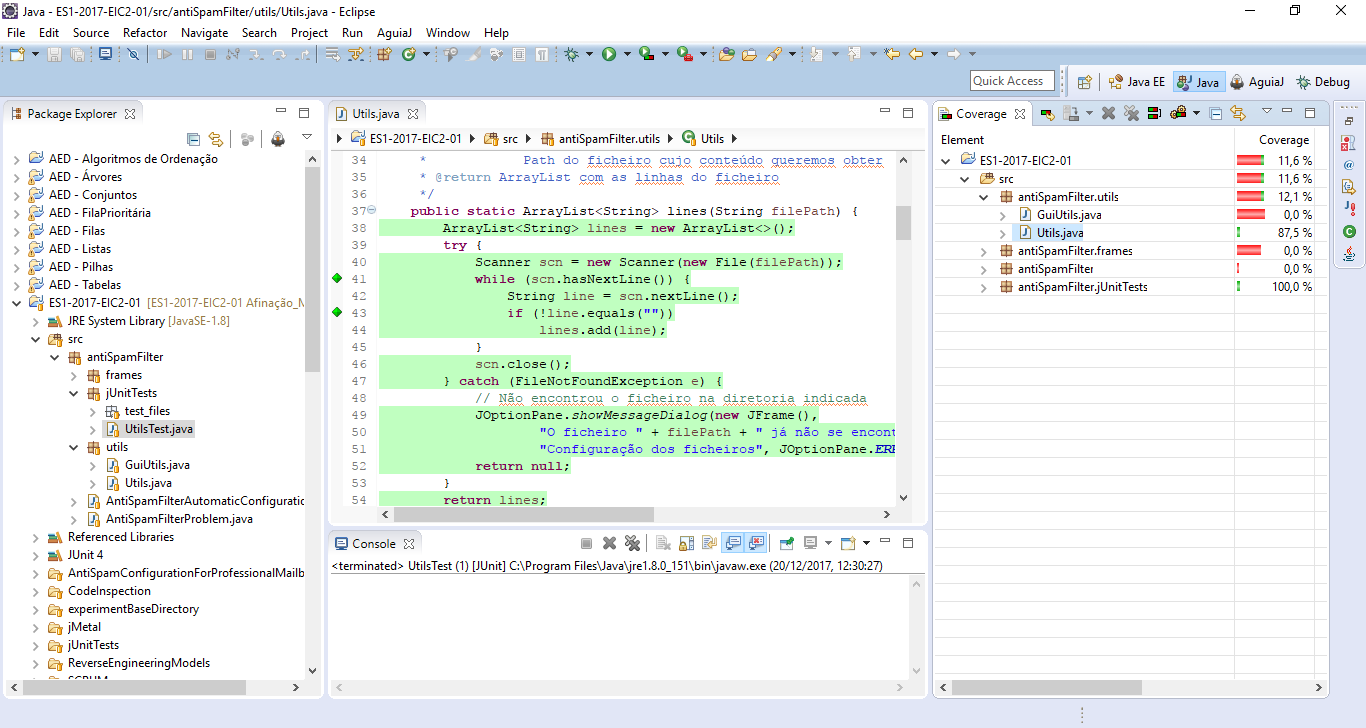 Java - ES1-2017-EIC2-01/src/antiSpamFilter/utils/Utils.java - Eclipse
File Edit Source Refactor Navigate Search Project Run AguiaJ Window Help
Quick Access
Java EE
Java
AguiaJ
Debug
Package Explorer
AED - Algoritmos de Ordenação
AED - Árvores
AED - Conjuntos
AED - FilaPrioritária
AED - Filas
AED - Listas
AED - Pilhas
AED - Tabelas
ES1-2017-EIC2-01 [ES1-2017-EIC2-01 Afinação_M
JRE System Library [JavaSE-1.8]
src
antiSpamFilter
frames
jUnitTests
test_files
UtilsTest.java
utils
GuiUtils.java
Utils.java
AntiSpamFilterAutomaticConfiguratio
AntiSpamFilterProblem.java
Referenced Libraries
JUnit 4
AntiSpamConfigurationForProfessionalMailb
CodeInspection
experimentBaseDirectory
jMetal
jUnitTests
ReverseEngineeringModels
Utils.java
ES1-2017-EIC2-01 src antiSpamFilter.utils Utils
34 * Path do ficheiro cujo conteúdo queremos obter
35 * @return ArrayList com as linhas do ficheiro
36 */
37 public static ArrayList<String> lines(String filePath) {
38 ArrayList<String> lines = new ArrayList<>();
39 try {
40 Scanner scn = new Scanner(new File(filePath));
41 while (scn.hasNextLine()) {
42 String line = scn.nextLine();
43 if (!line.equals(""))
44 lines.add(line);
45 }
46 scn.close();
47 } catch (FileNotFoundException e) {
48 // Não encontrou o ficheiro na diretoria indicada
49 JOptionPane.showMessageDialog(new JFrame(),
50 "O ficheiro " + filePath + " já não se encont
51 "Configuração dos ficheiros", JOptionPane.ERR
52 return null;
53 }
54 return lines;
Console
<terminated> UtilsTest (1) [JUnit] C:\Program Files\Java\jre1.8.0_151\bin\javaw.exe (20/12/2017, 12:30:27)
Coverage
Element Coverage
ES1-2017-EIC2-01 11,6 %
src 11,6 %
antiSpamFilter.utils 12,1 %
GuiUtils.java 0,0 %
Utils.java 87,5 %
antiSpamFilter.frames 0,0 %
antiSpamFilter 0,0 %
antiSpamFilter.jUnitTests 100,0 %